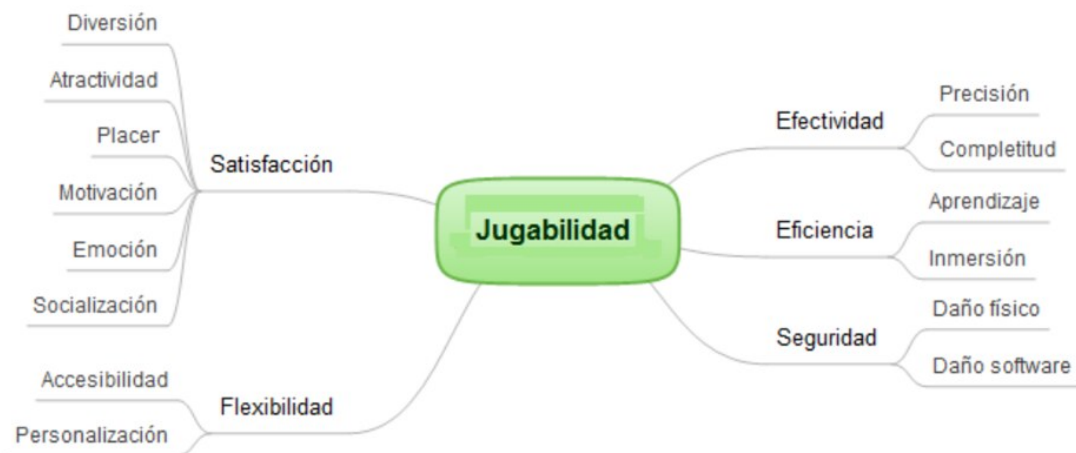 Jugabilidad
Satisfacción
Diversión
Atractividad
Placer
Motivación
Emoción
Socialización
Flexibilidad
Accesibilidad
Personalización
Efectividad
Precisión
Completitud
Eficiencia
Aprendizaje
Inmersión
Seguridad
Daño físico
Daño software